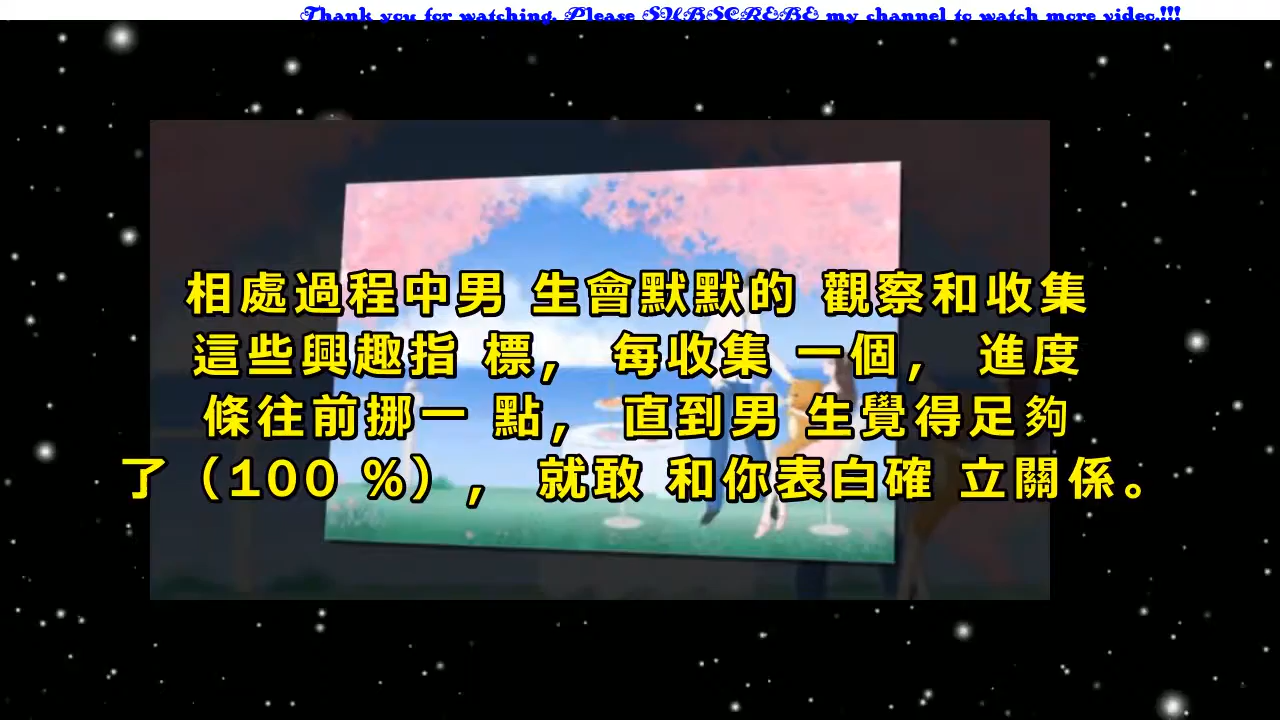 Thank you for watching. Please SUBSCREBE my channel to watch more video.!!!
相處過程中男 生會默默的 觀察和收集
這些興趣指 標， 每收集 一個， 進度
條往前挪一 點， 直到男 生覺得足夠
了（100 %）， 就敢 和你表白確 立關係。